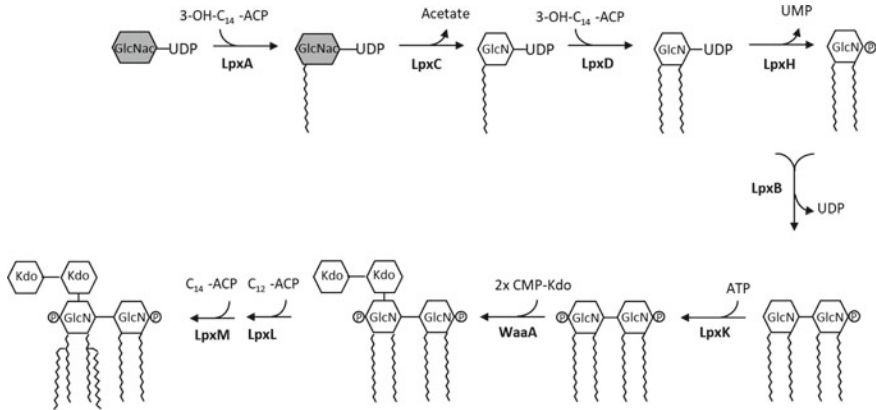 3-OH-C14 -ACP
Acetate
3-OH-C14 -ACP
UMP
GlcNac UDP
LpxA
GlcNac UDP
LpxC
GlcN UDP
LpxD
GlcN UDP
LpxH
GlcN P
LpxB
UDP
Kdo Kdo
C14 -ACP C12 -ACP
Kdo Kdo
2x CMP-Kdo
ATP
P GlcN GlcN P
LpxM LpxL
P GlcN GlcN P
WaaA
P GlcN GlcN P
LpxK
GlcN GlcN P